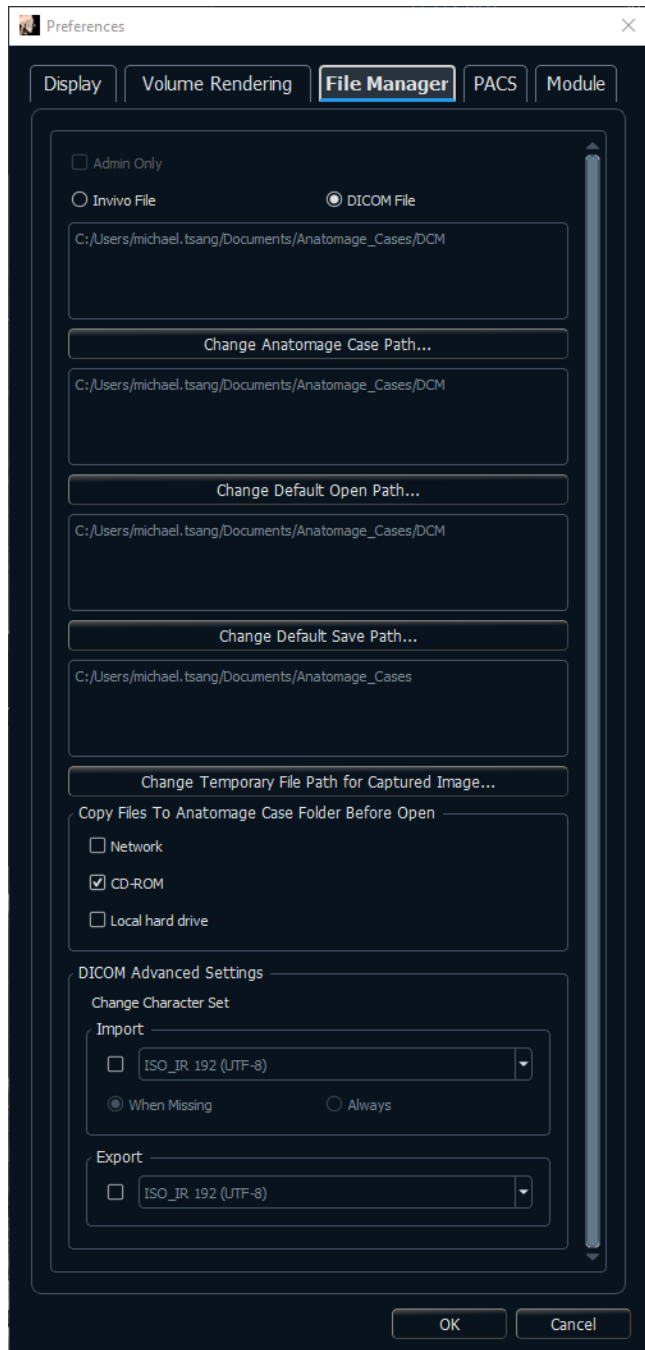 Preferences
Display
Volume Rendering
File Manager
PACS
Module
Admin Only
Invivo File
DICOM File
C:/Users/michael.tsang/Documents/Anatomage_Cases/DCM
Change Anatomage Case Path...
C:/Users/michael.tsang/Documents/Anatomage_Cases/DCM
Change Default Open Path...
C:/Users/michael.tsang/Documents/Anatomage_Cases/DCM
Change Default Save Path...
C:/Users/michael.tsang/Documents/Anatomage_Cases
Change Temporary File Path for Captured Image...
Copy Files To Anatomage Case Folder Before Open
Network
CD-ROM
Local hard drive
DICOM Advanced Settings
Change Character Set
Import
ISO_IR 192 (UTF-8)
When Missing
Always
Export
ISO_IR 192 (UTF-8)
OK
Cancel